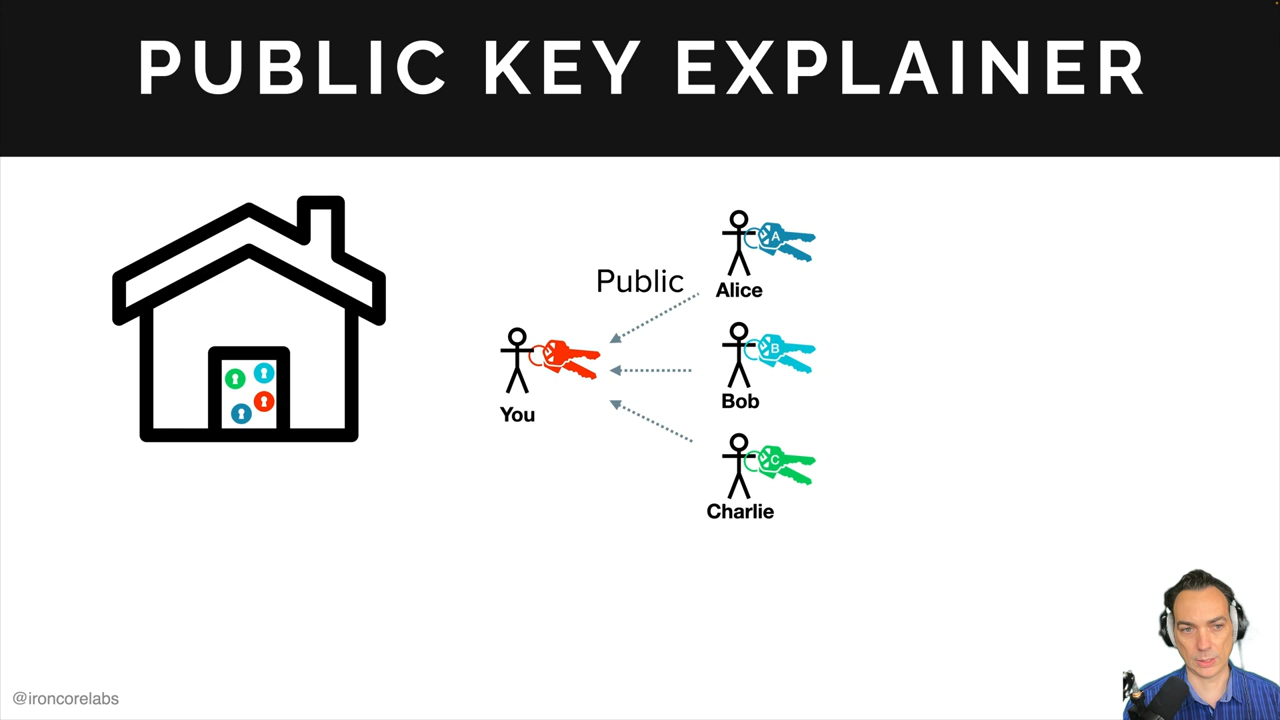 PUBLIC KEY EXPLAINER
A
Alice
Public
B
Bob
You
C
Charlie
@ironcorelabs